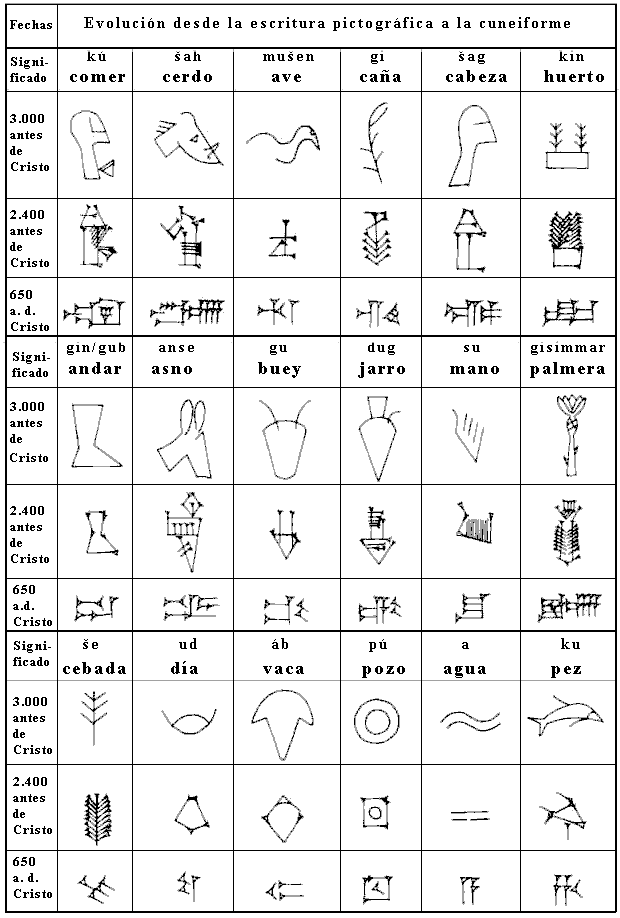 Fechas Evolución desde la escritura pictográfica a la cuneiforme
Signi- kú šah mušen gi šag kin
ficado comer cerdo ave caña cabeza huerto
3.000
antes
de
Cristo
2.400
antes
de
Cristo
650
a. d.
Cristo
Signi- gin/gub anse gu dug su gisimmar
ficado andar asno buey jarro mano palmera
3.000
antes
de
Cristo
2.400
antes
de
Cristo
650
a.d.
Cristo
Signi- še ud áb pú a ku
ficado cebada día vaca pozo agua pez
3.000
antes
de
Cristo
2.400
antes
de
Cristo
650
a. d.
Cristo